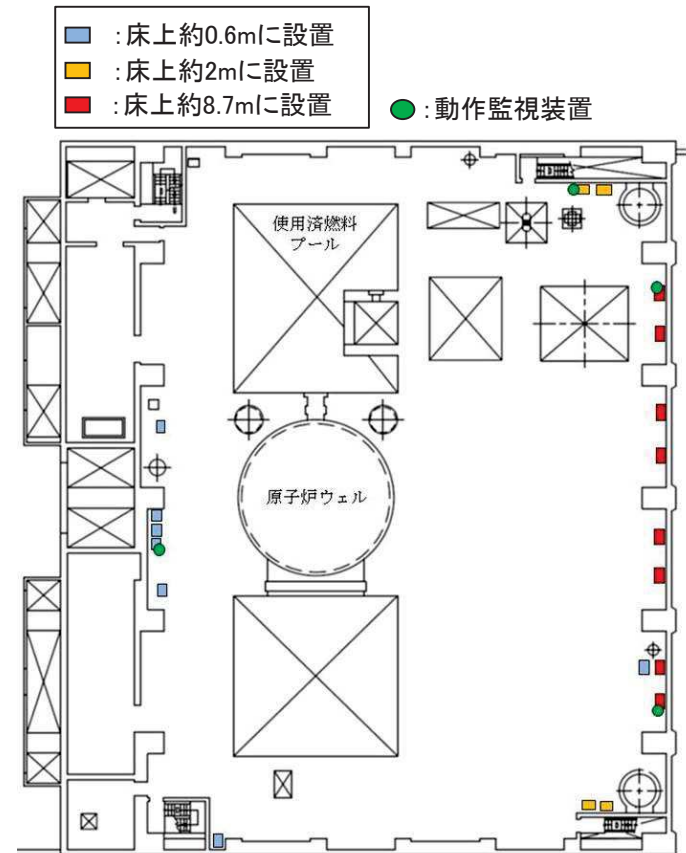 ：床上約0.6mに設置
：床上約2mに設置
：床上約8.7mに設置
：動作監視装置
使用済燃料
プール
原子炉ウェル